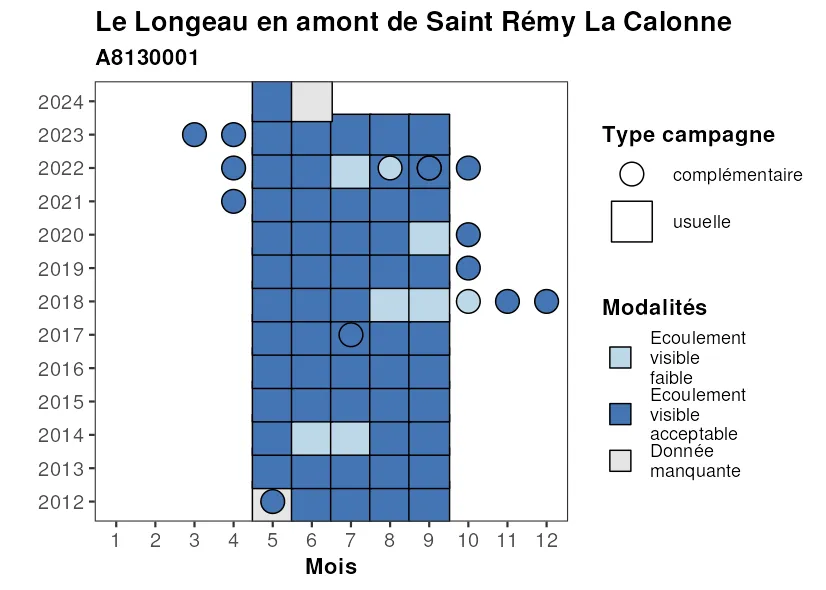 Le Longeau en amont de Saint Rémy La Calonne
A8130001
2024
2023
2022
2021
2020
2019
2018
2017
2016
2015
2014
2013
2012
1 2 3 4 5 6 7 8 9 10 11 12
Mois
Type campagne
complémentaire
usuelle
Modalités
Ecoulement
visible
faible
Ecoulement
visible
acceptable
Donnée
manquante